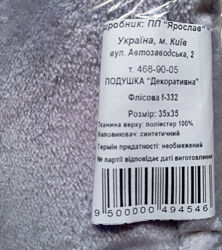 Виробник: ПП "Ярослав"
Україна, м. Київ
вул. Автозаводська, 2
т. 468-90-05
ПОДУШКА "Декоративна"
Флісова f-332
Розмір: 35х35
Тканина верху: поліестер 100%
Наповнювач: синтетичний
Термін придатності: необмежений
№ партії відповідає даті виготовлення
9 500000 494546